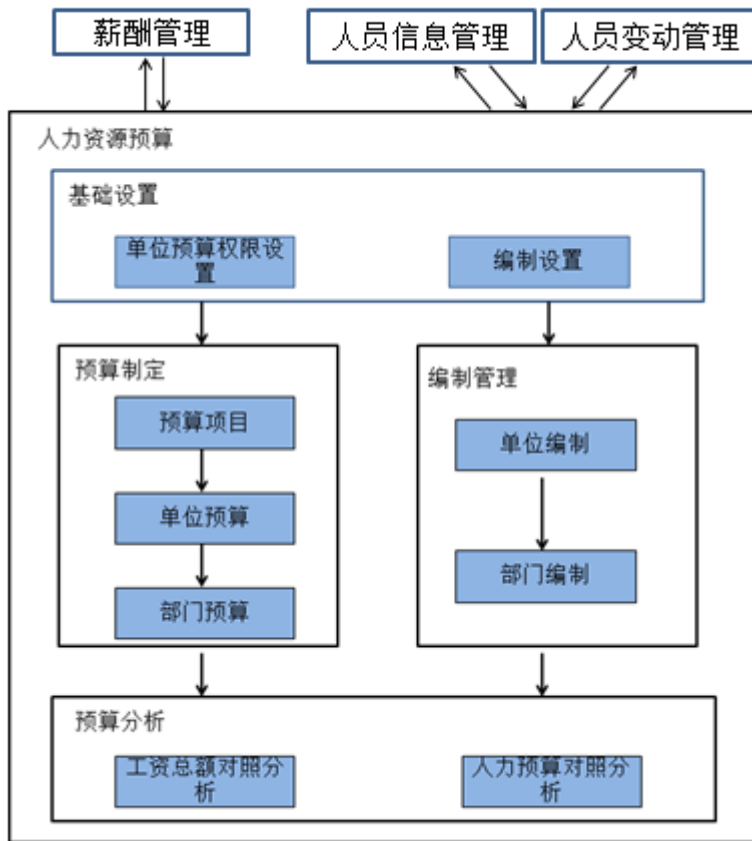 薪酬管理
人员信息管理
人员变动管理
人力资源预算
基础设置
单位预算权限设
置
编制设置
预算制定
预算项目
单位预算
部门预算
编制管理
单位编制
部门编制
预算分析
工资总额对照分
析
人力预算对照分
析